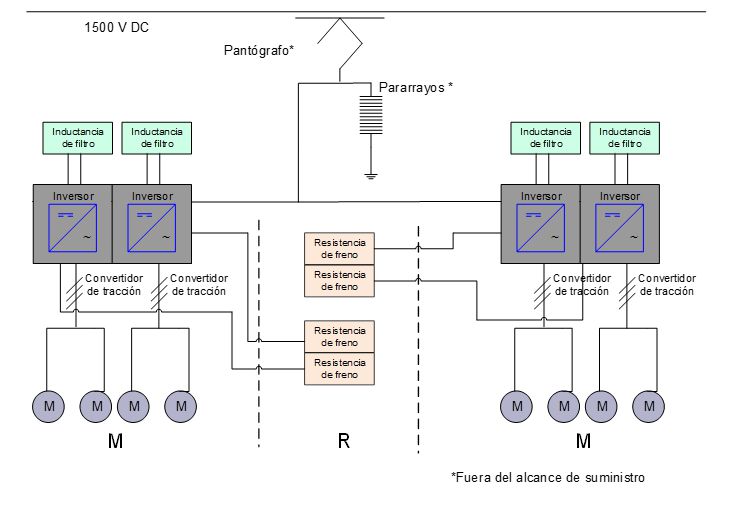 1500 V DC
Pantógrafo*
Pararrayos *
Inductancia
de filtro
Inductancia
de filtro
Inductancia
de filtro
Inductancia
de filtro
Inversor
Inversor
Inversor
Inversor
~
~
~
~
Resistencia
de freno
Resistencia
de freno
Resistencia
de freno
Resistencia
de freno
Convertidor
de tracción
Convertidor
de tracción
Convertidor
de tracción
Convertidor
de tracción
M
M
M
M
M
M
M
M
M
R
M
*Fuera del alcance de suministro